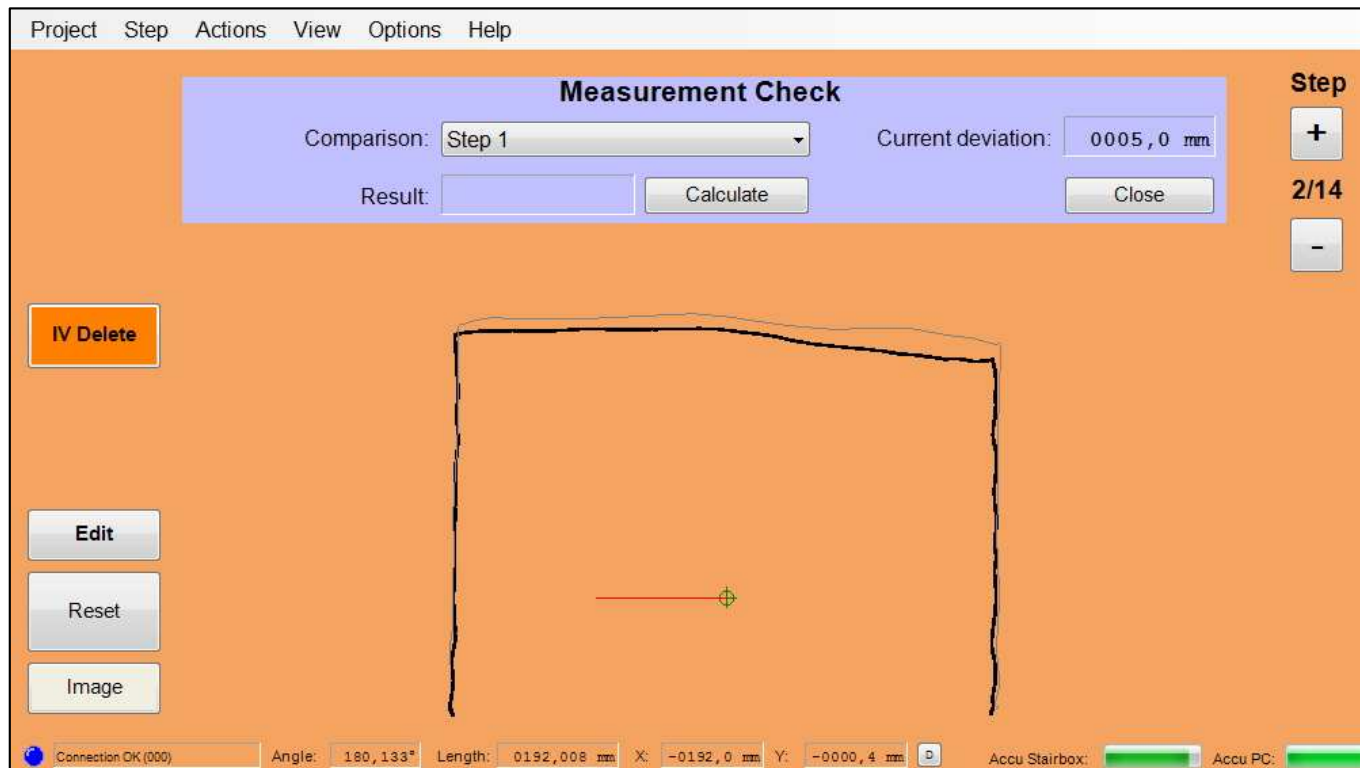 Project Step Actions View Options Help
Measurement Check
Step
Comparison: Step 1 Current deviation: 0005,0 mm
+
Result: Calculate Close
2/14
-
IV Delete
Edit
Reset
Image
Connection OK (000) Angle: 180,133° Length: 0192,008 mm X: -0192,0 mm Y: -0000,4 mm D Accu Stairbox: Accu PC: